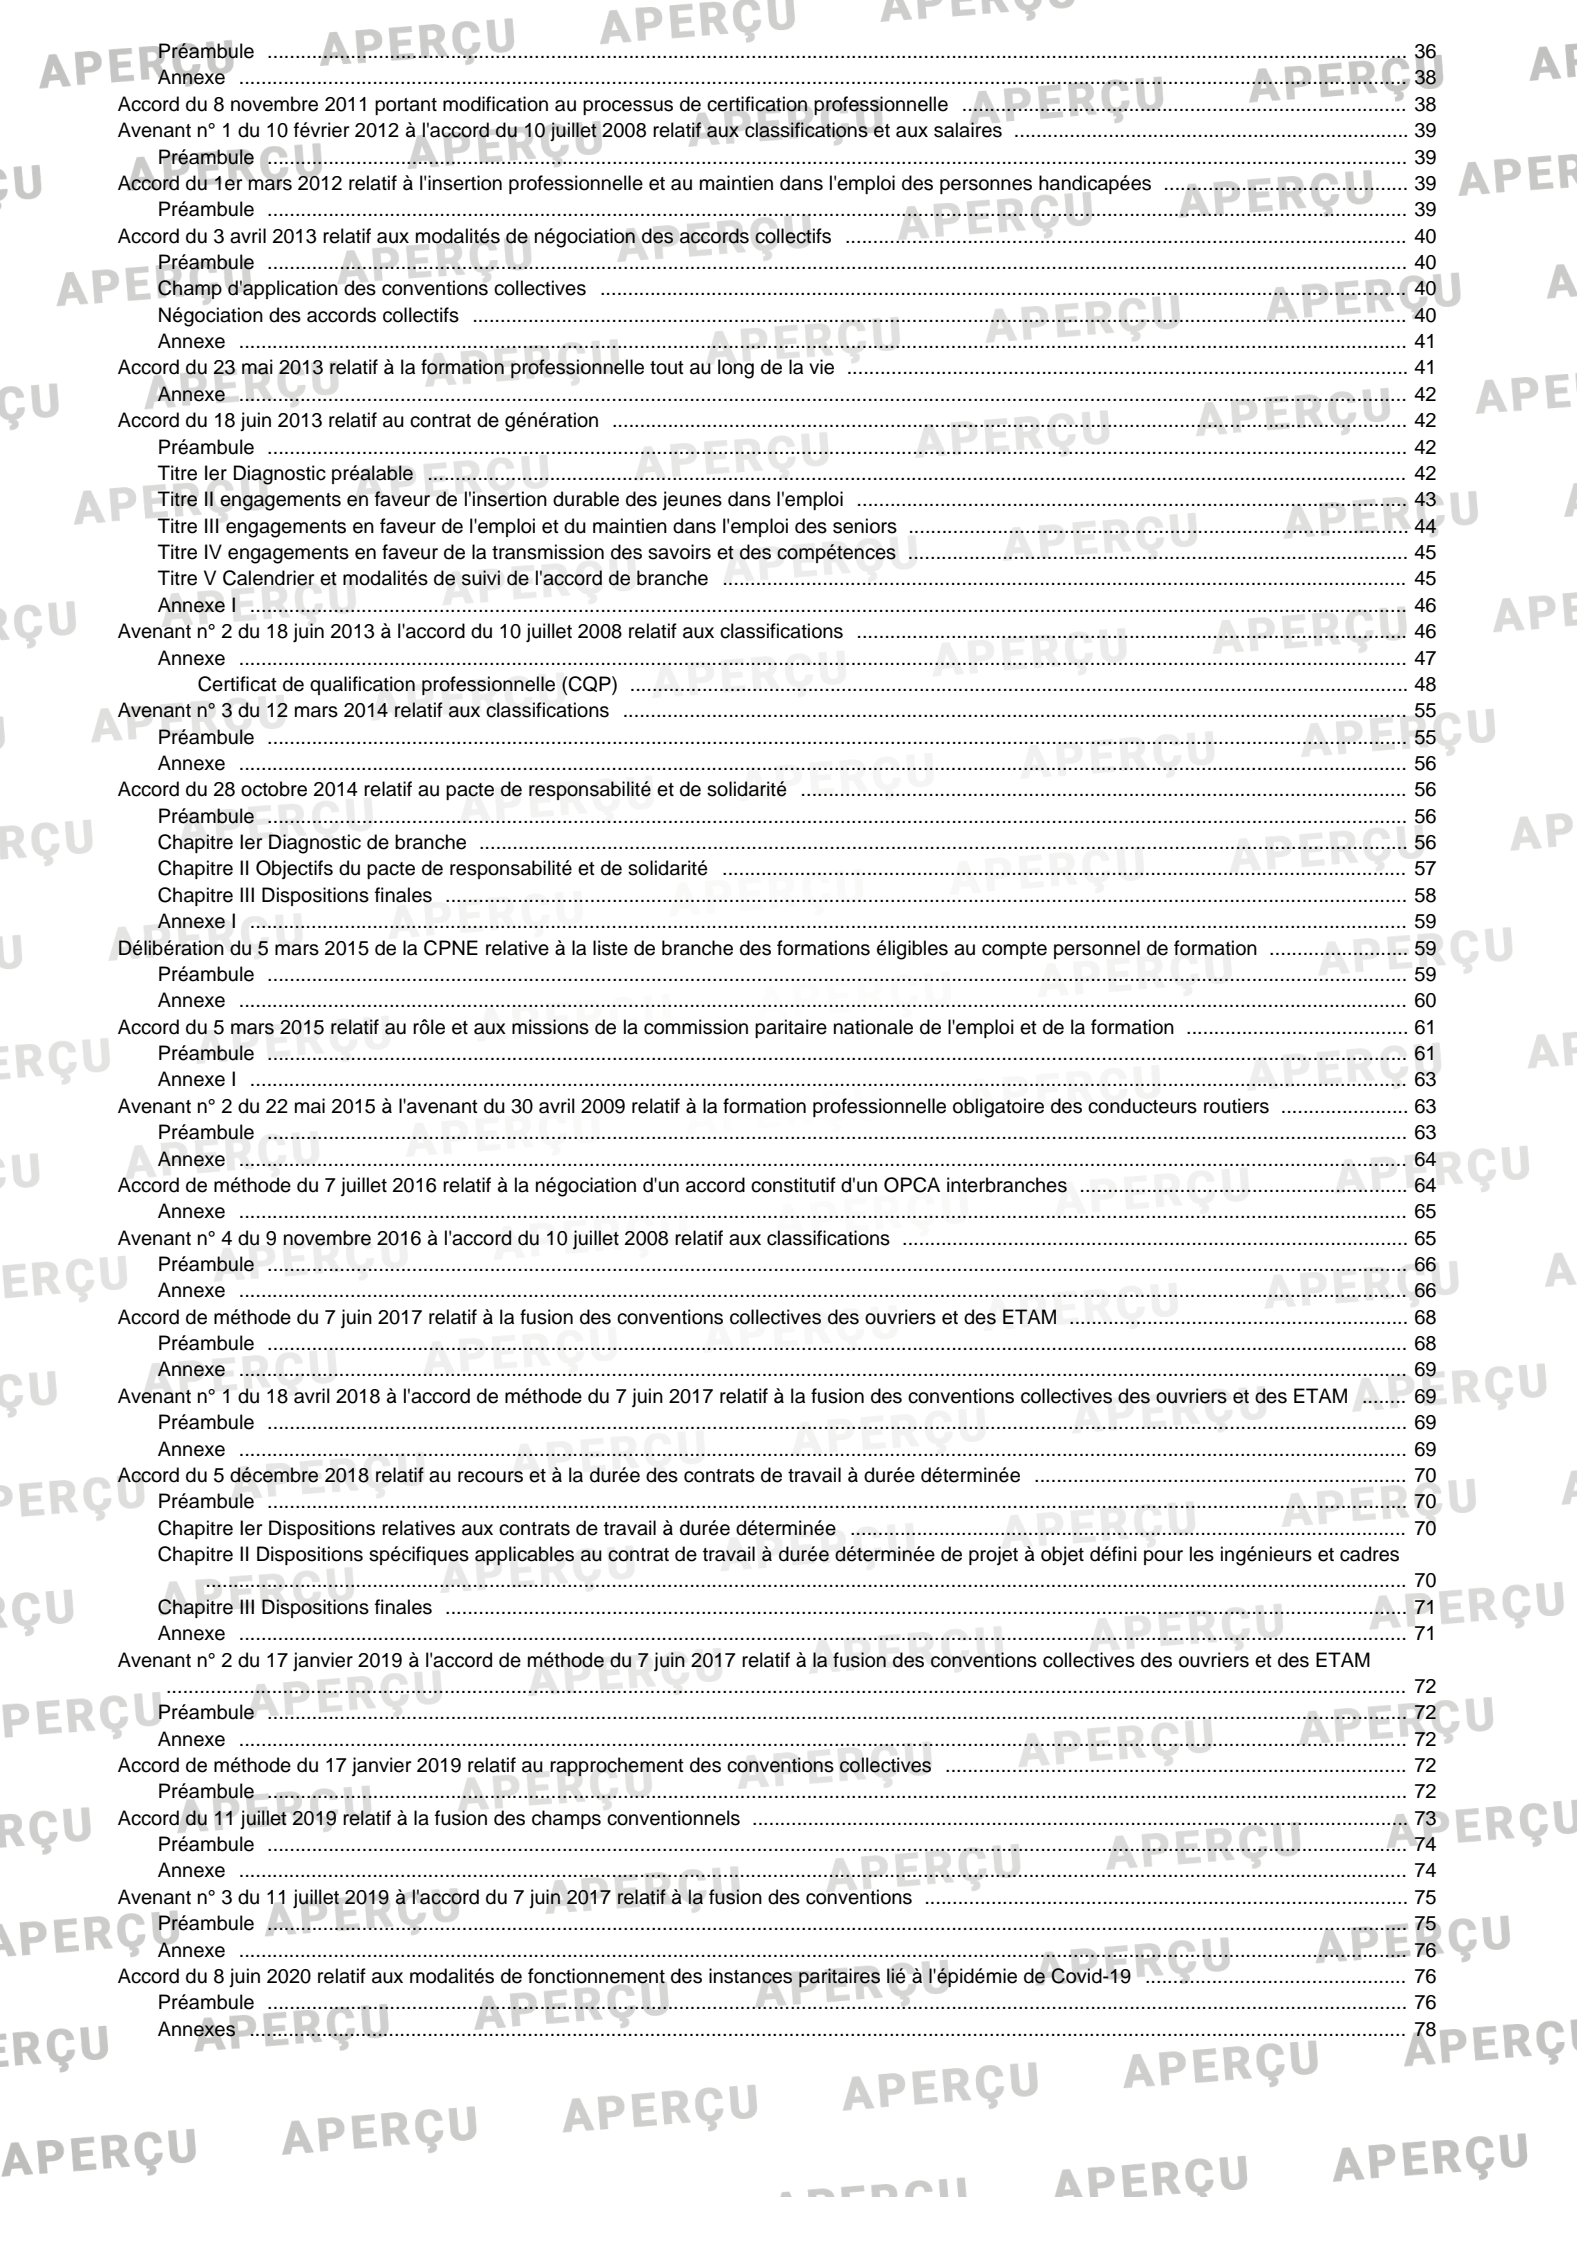 Préambule ... 36
Annexe ... 38
Accord du 8 novembre 2011 portant modification au processus de certification professionnelle ... 38
Avenant n° 1 du 10 février 2012 à l'accord du 10 juillet 2008 relatif aux classifications et aux salaires ... 39
Préambule ... 39
Accord du 1er mars 2012 relatif à l'insertion professionnelle et au maintien dans l'emploi des personnes handicapées ... 39
Préambule ... 39
Accord du 3 avril 2013 relatif aux modalités de négociation des accords collectifs ... 40
Préambule ... 40
Champ d'application des conventions collectives ... 40
Négociation des accords collectifs ... 40
Annexe ... 41
Accord du 23 mai 2013 relatif à la formation professionnelle tout au long de la vie ... 41
Annexe ... 42
Accord du 18 juin 2013 relatif au contrat de génération ... 42
Préambule ... 42
Titre Ier Diagnostic préalable ... 42
Titre II engagements en faveur de l'insertion durable des jeunes dans l'emploi ... 43
Titre III engagements en faveur de l'emploi et du maintien dans l'emploi des seniors ... 44
Titre IV engagements en faveur de la transmission des savoirs et des compétences ... 45
Titre V Calendrier et modalités de suivi de l'accord de branche ... 45
Annexe I ... 46
Avenant n° 2 du 18 juin 2013 à l'accord du 10 juillet 2008 relatif aux classifications ... 46
Annexe ... 47
Certificat de qualification professionnelle (CQP) ... 48
Avenant n° 3 du 12 mars 2014 relatif aux classifications ... 55
Préambule ... 55
Annexe ... 56
Accord du 28 octobre 2014 relatif au pacte de responsabilité et de solidarité ... 56
Préambule ... 56
Chapitre Ier Diagnostic de branche ... 56
Chapitre II Objectifs du pacte de responsabilité et de solidarité ... 57
Chapitre III Dispositions finales ... 58
Annexe I ... 59
Délibération du 5 mars 2015 de la CPNE relative à la liste de branche des formations éligibles au compte personnel de formation ... 59
Préambule ... 59
Annexe ... 60
Accord du 5 mars 2015 relatif au rôle et aux missions de la commission paritaire nationale de l'emploi et de la formation ... 61
Préambule ... 61
Annexe I ... 63
Avenant n° 2 du 22 mai 2015 à l'avenant du 30 avril 2009 relatif à la formation professionnelle obligatoire des conducteurs routiers ... 63
Préambule ... 63
Annexe ... 64
Accord de méthode du 7 juillet 2016 relatif à la négociation d'un accord constitutif d'un OPCA interbranches ... 64
Annexe ... 65
Avenant n° 4 du 9 novembre 2016 à l'accord du 10 juillet 2008 relatif aux classifications ... 65
Préambule ... 66
Annexe ... 66
Accord de méthode du 7 juin 2017 relatif à la fusion des conventions collectives des ouvriers et des ETAM ... 68
Préambule ... 68
Annexe ... 69
Avenant n° 1 du 18 avril 2018 à l'accord de méthode du 7 juin 2017 relatif à la fusion des conventions collectives des ouvriers et des ETAM ... 69
Préambule ... 69
Annexe ... 69
Accord du 5 décembre 2018 relatif au recours et à la durée des contrats de travail à durée déterminée ... 70
Préambule ... 70
Chapitre Ier Dispositions relatives aux contrats de travail à durée déterminée ... 70
Chapitre II Dispositions spécifiques applicables au contrat de travail à durée déterminée de projet à objet défini pour les ingénieurs et cadres
... 70
Chapitre III Dispositions finales ... 71
Annexe ... 71
Avenant n° 2 du 17 janvier 2019 à l'accord de méthode du 7 juin 2017 relatif à la fusion des conventions collectives des ouvriers et des ETAM
... 72
Préambule ... 72
Annexe ... 72
Accord de méthode du 17 janvier 2019 relatif au rapprochement des conventions collectives ... 72
Préambule ... 72
Accord du 11 juillet 2019 relatif à la fusion des champs conventionnels ... 73
Préambule ... 74
Annexe ... 74
Avenant n° 3 du 11 juillet 2019 à l'accord du 7 juin 2017 relatif à la fusion des conventions ... 75
Préambule ... 75
Annexe ... 76
Accord du 8 juin 2020 relatif aux modalités de fonctionnement des instances paritaires lié à l'épidémie de Covid-19 ... 76
Préambule ... 76
Annexes ... 78
APERÇU